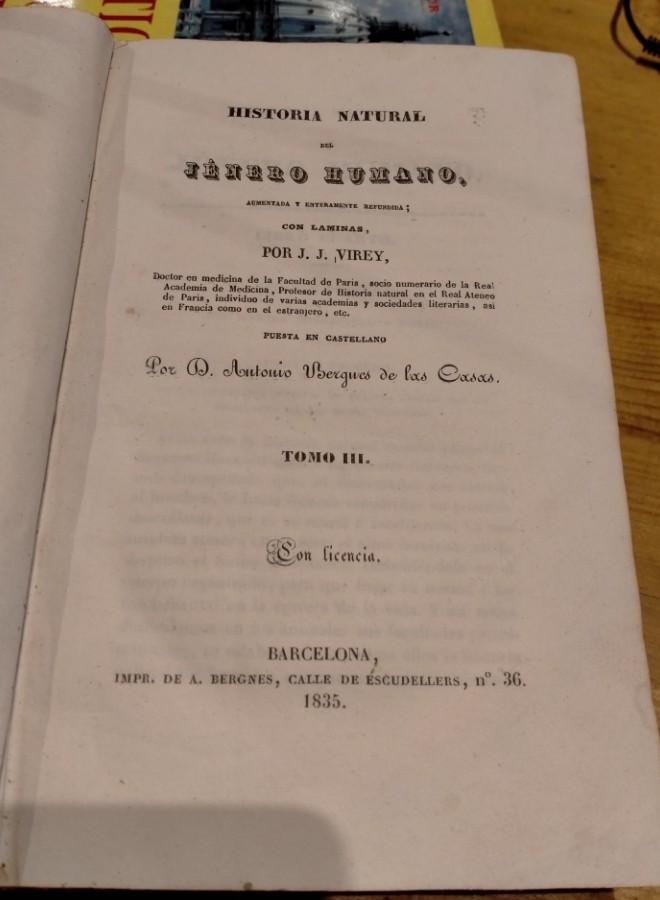 HISTORIA NATURAL
DEL
JÉNERO HUMANO,
AUMENTADA Y ENTERAMENTE REFUNDIDA;
CON LAMINAS,
POR J. J. VIREY,
Doctor en medicina de la Facultad de Paris, socio numerario de la Real
Academia de Medicina, Profesor de Historia natural en el Real Ateneo
de Paris, individuo de varias academias y sociedades literarias, asi
en Francia como en el estranjero, etc.
PUESTA EN CASTELLANO
Por D. Antonio Bergnes de las Casas.
TOMO III.
Con licencia.
BARCELONA,
IMPR. DE A. BERGNES, CALLE DE ESCUDELLERS, nº. 36.
1835.